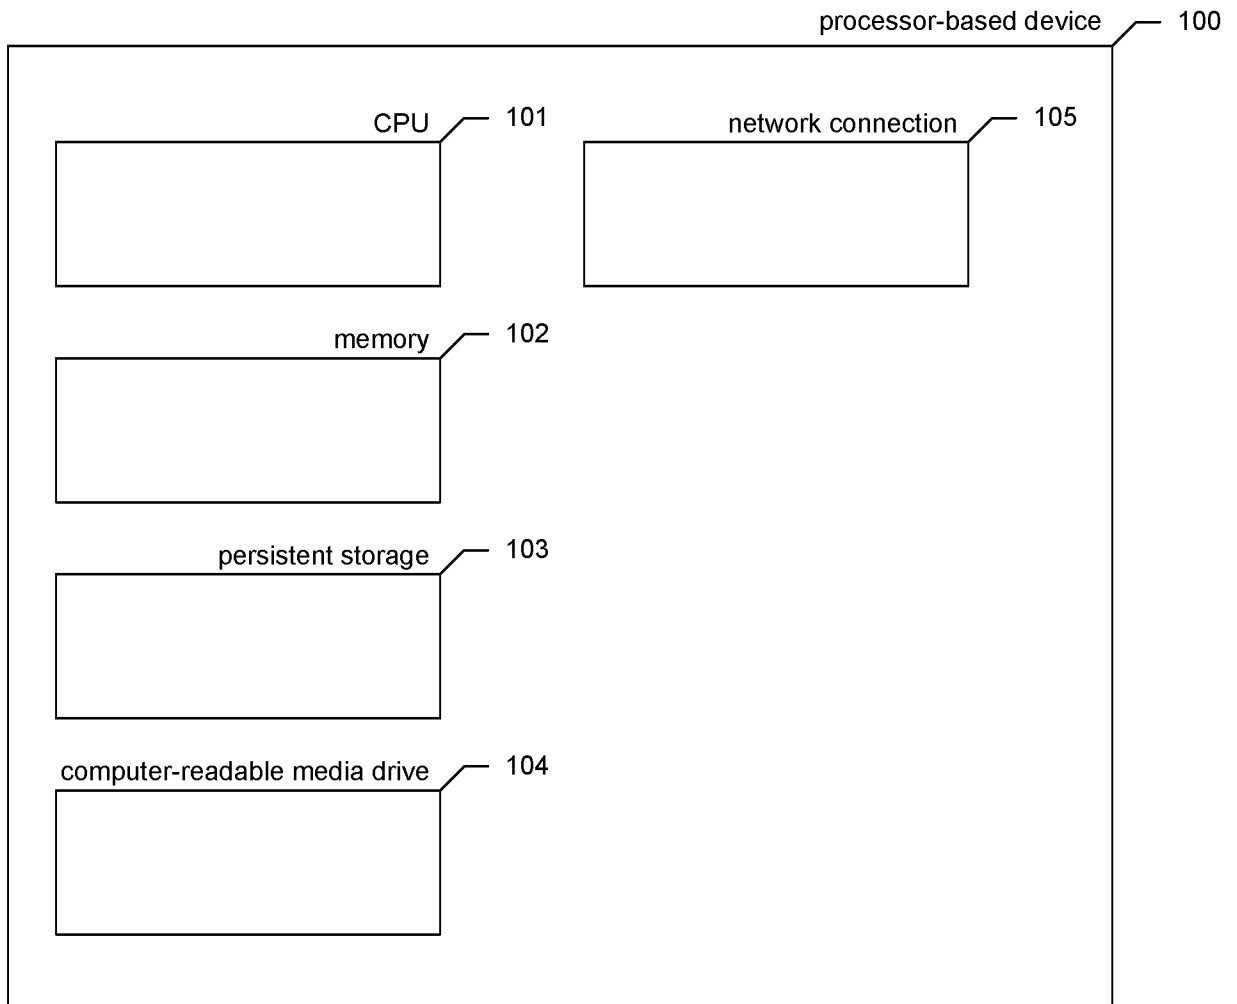 processor-based device 100
CPU 101
network connection 105
memory 102
persistent storage 103
computer-readable media drive 104